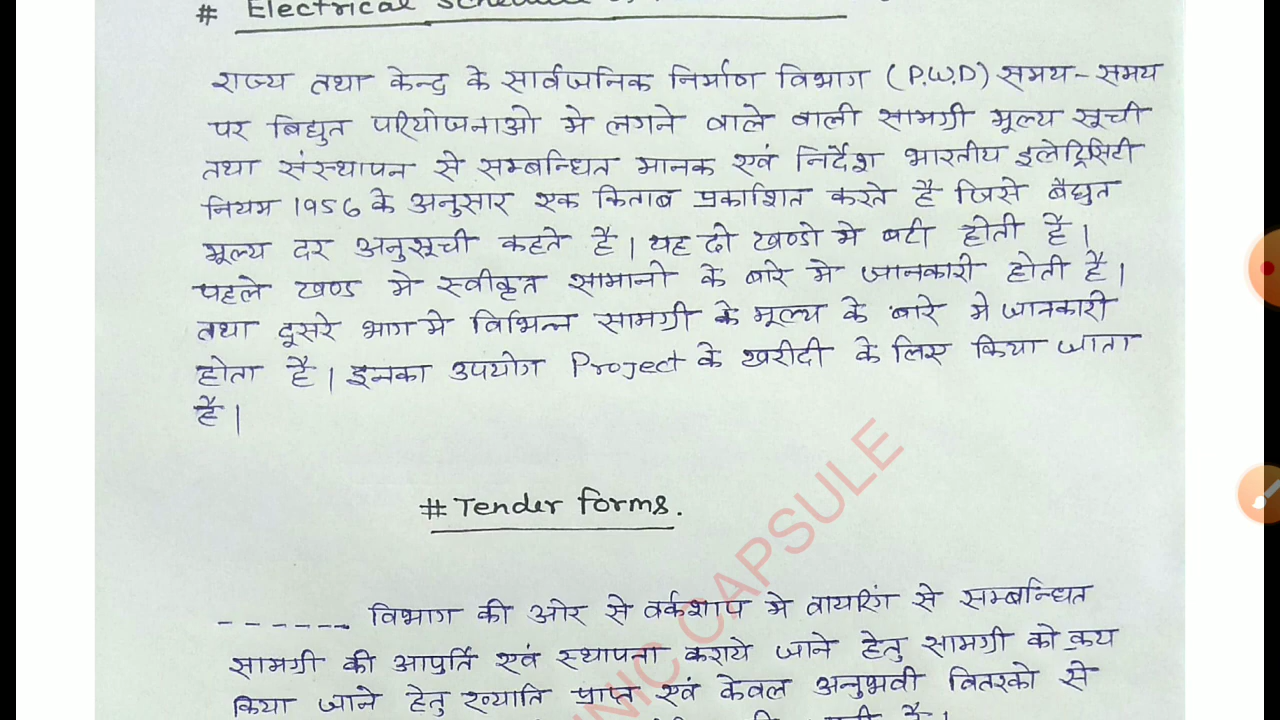 # Electrical
राज्य तथा केन्द्र के सार्वजनिक निर्माण विभाग (P.W.D) समय-समय
पर बिद्युत परियोजनाओ मे लगने वाले बाली सामग्री मूल्य सूची
तथा संस्थापन से सम्बन्धित मानक एवं निर्देश भारतीय इलेट्रिसिटी
नियम 1956 के अनुसार एक किताब प्रकाशित करते है जिसे बैद्युत
मूल्य दर अनुसूची कहते है। यह दो खण्डो मे बटी होती है।
पहले खण्ड मे स्वीकृत सामानो के बारे मे जानकारी होती है।
तथा दूसरे भाग मे विभिन्न सामग्री के मूल्य के बारे मे जानकारी
होता है। इनका उपयोग Project के खरीदी के लिए किया जाता
है।
# Tender forms.
------ विभाग की ओर से वर्कशाप मे वायरिंग से सम्बन्धित
सामग्री की आपुर्ति एवं स्थापना कराये जाने हेतु सामग्री को क्रय
किया जाने हेतु ख्याति प्राप्त एवं केवल अनुभवी वितरको से
NIC CAPSULE